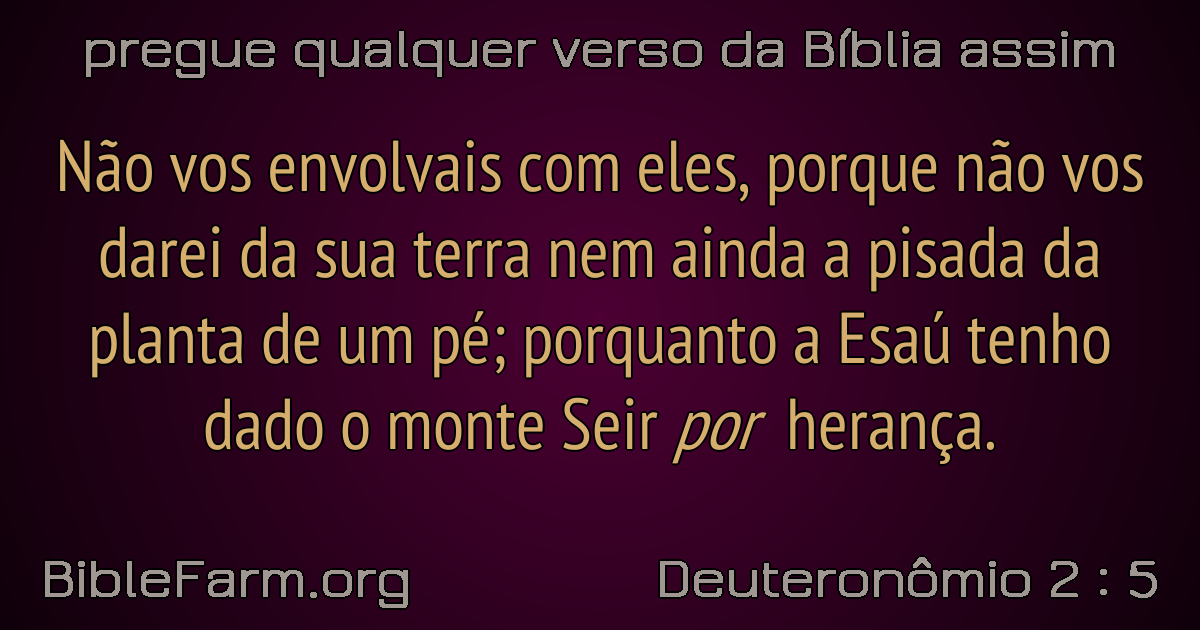 pregue qualquer verso da Bíblia assim
Não vos envolvais com eles, porque não vos
darei da sua terra nem ainda a pisada da
planta de um pé; porquanto a Esaú tenho
dado o monte Seir por herança.
BibleFarm.org
Deuteronômio 2 : 5